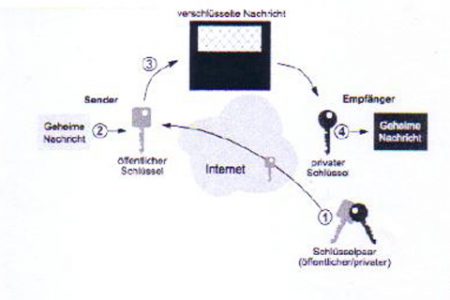 verschlüsselte Nachricht
③
Sender
Empfänger
Geheime
Nachricht
②
④
Geheime
Nachricht
öffentlicher
Schlüssel
Internet
privater
Schlüssel
①
Schlüsselpaar
(öffentlicher/privater)